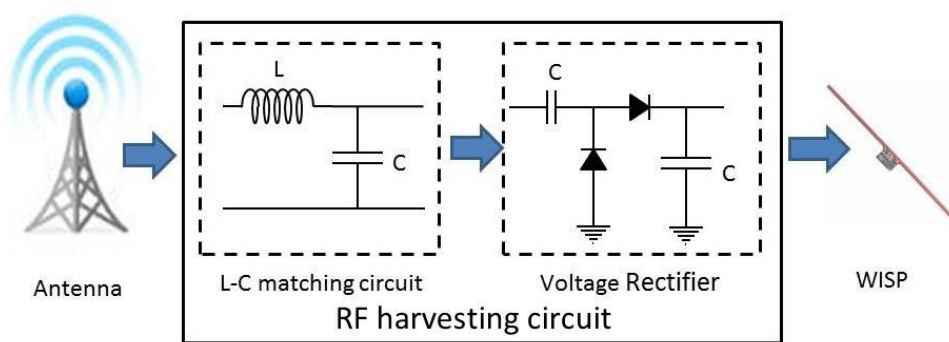 L
C
C
C
Antenna
L-C matching circuit
Voltage Rectifier
WISP
RF harvesting circuit